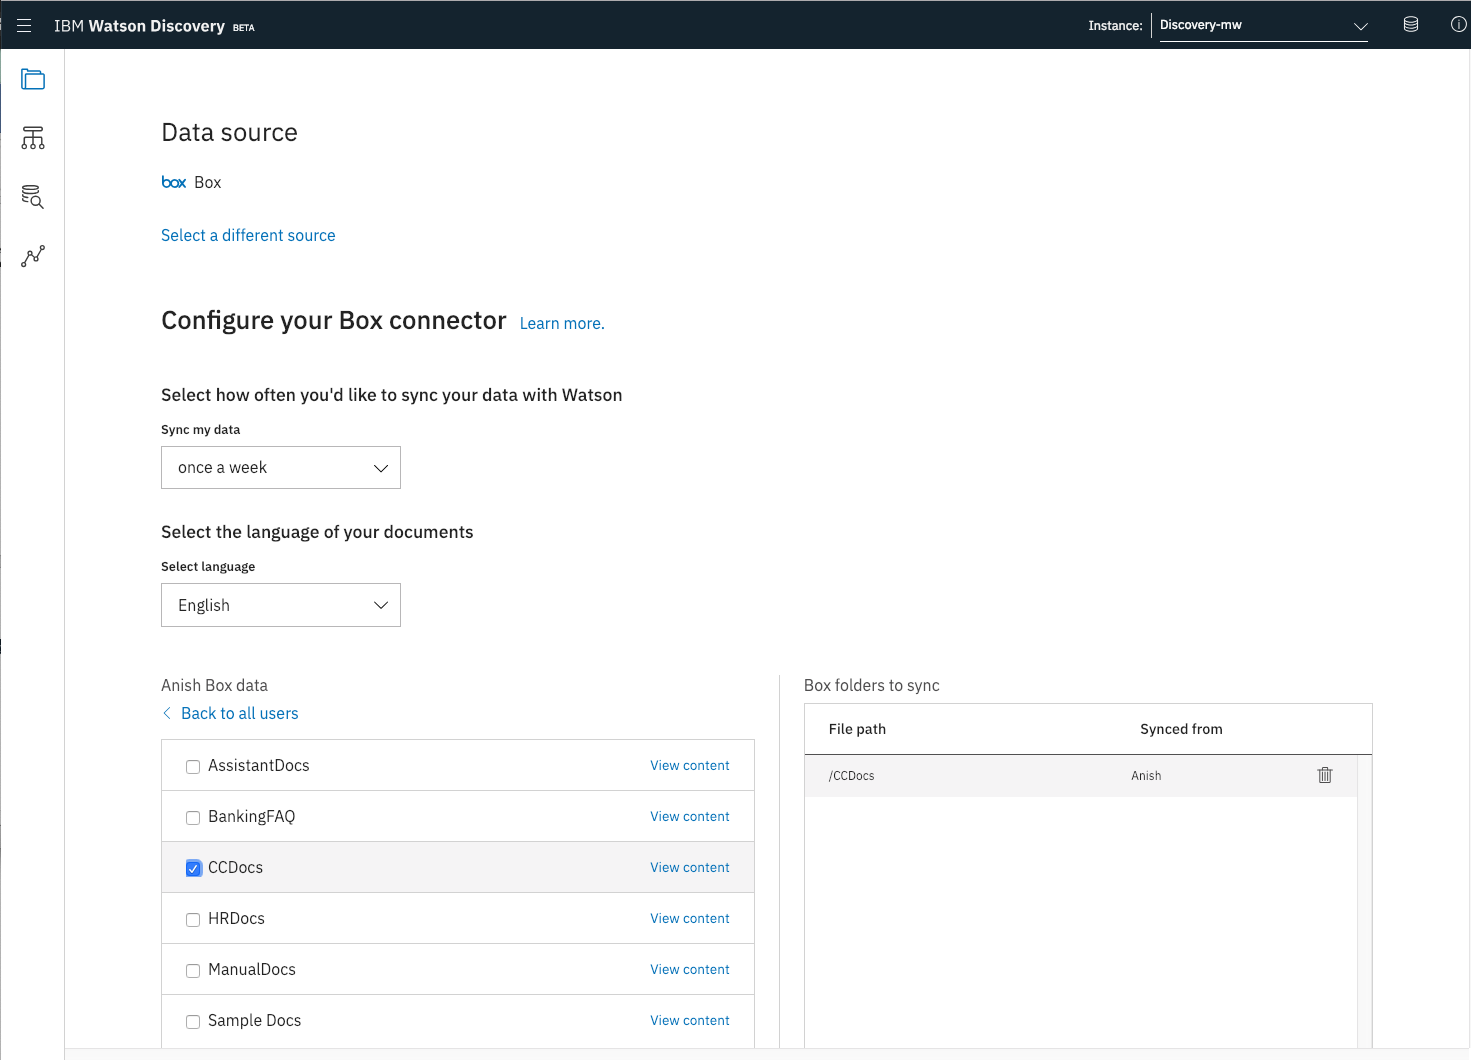 IBM Watson Discovery BETA
Instance: Discovery-mw
Data source
box Box
Select a different source
Configure your Box connector Learn more.
Select how often you'd like to sync your data with Watson
Sync my data
once a week
Select the language of your documents
Select language
English
Anish Box data
Back to all users
AssistantDocs View content
BankingFAQ View content
CCDocs View content
HRDocs View content
ManualDocs View content
Sample Docs View content
Box folders to sync
File path Synced from
/CCDocs Anish